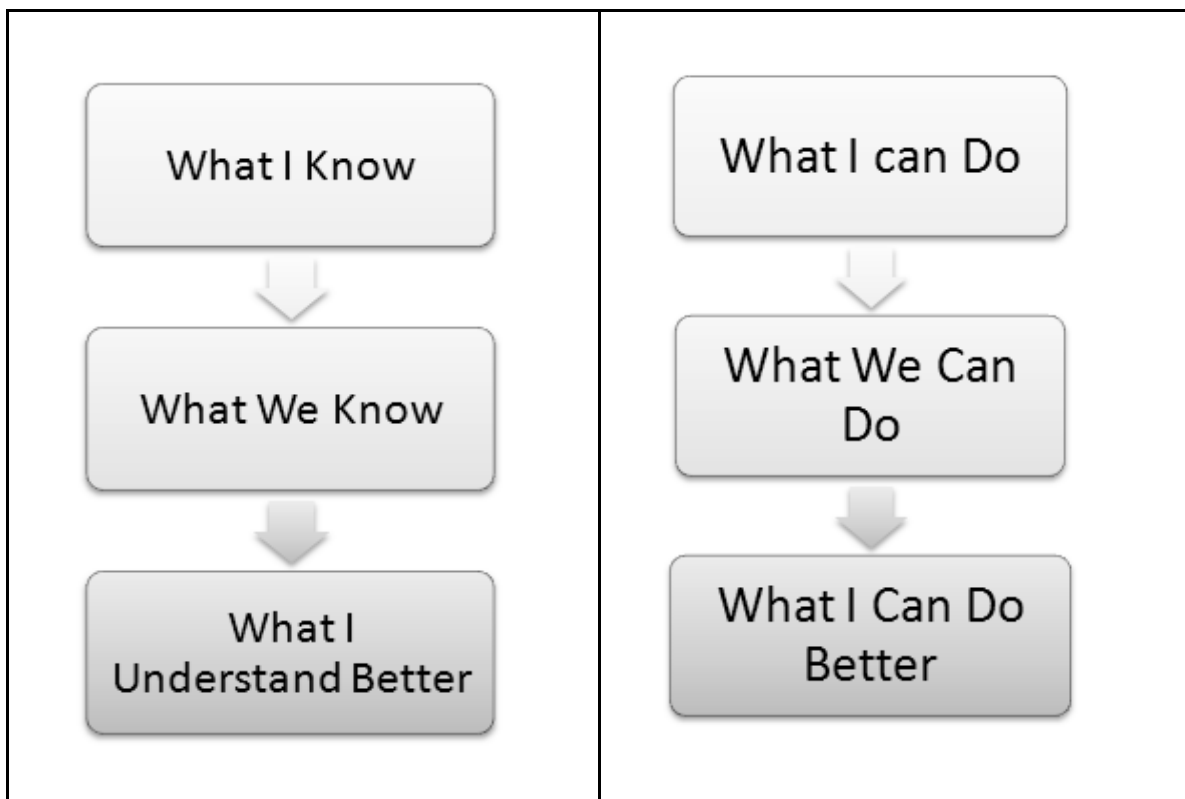 What I Know
What We Know
What I
Understand Better
What I can Do
What We Can
Do
What I Can Do
Better